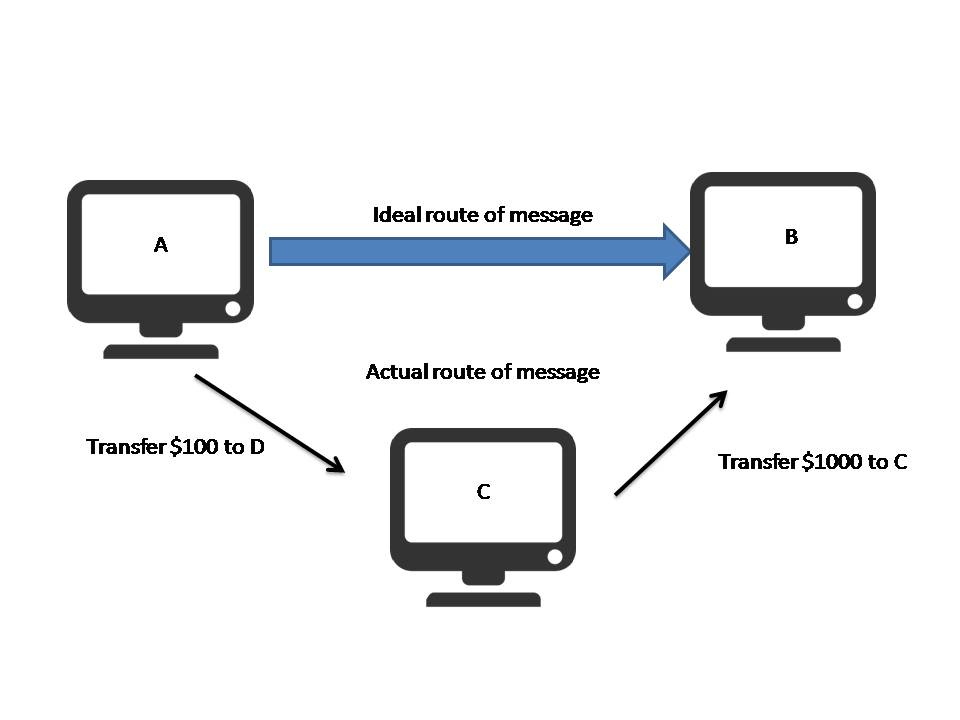 Ideal route of message
A
B
Actual route of message
Transfer $100 to D
Transfer $1000 to C
C